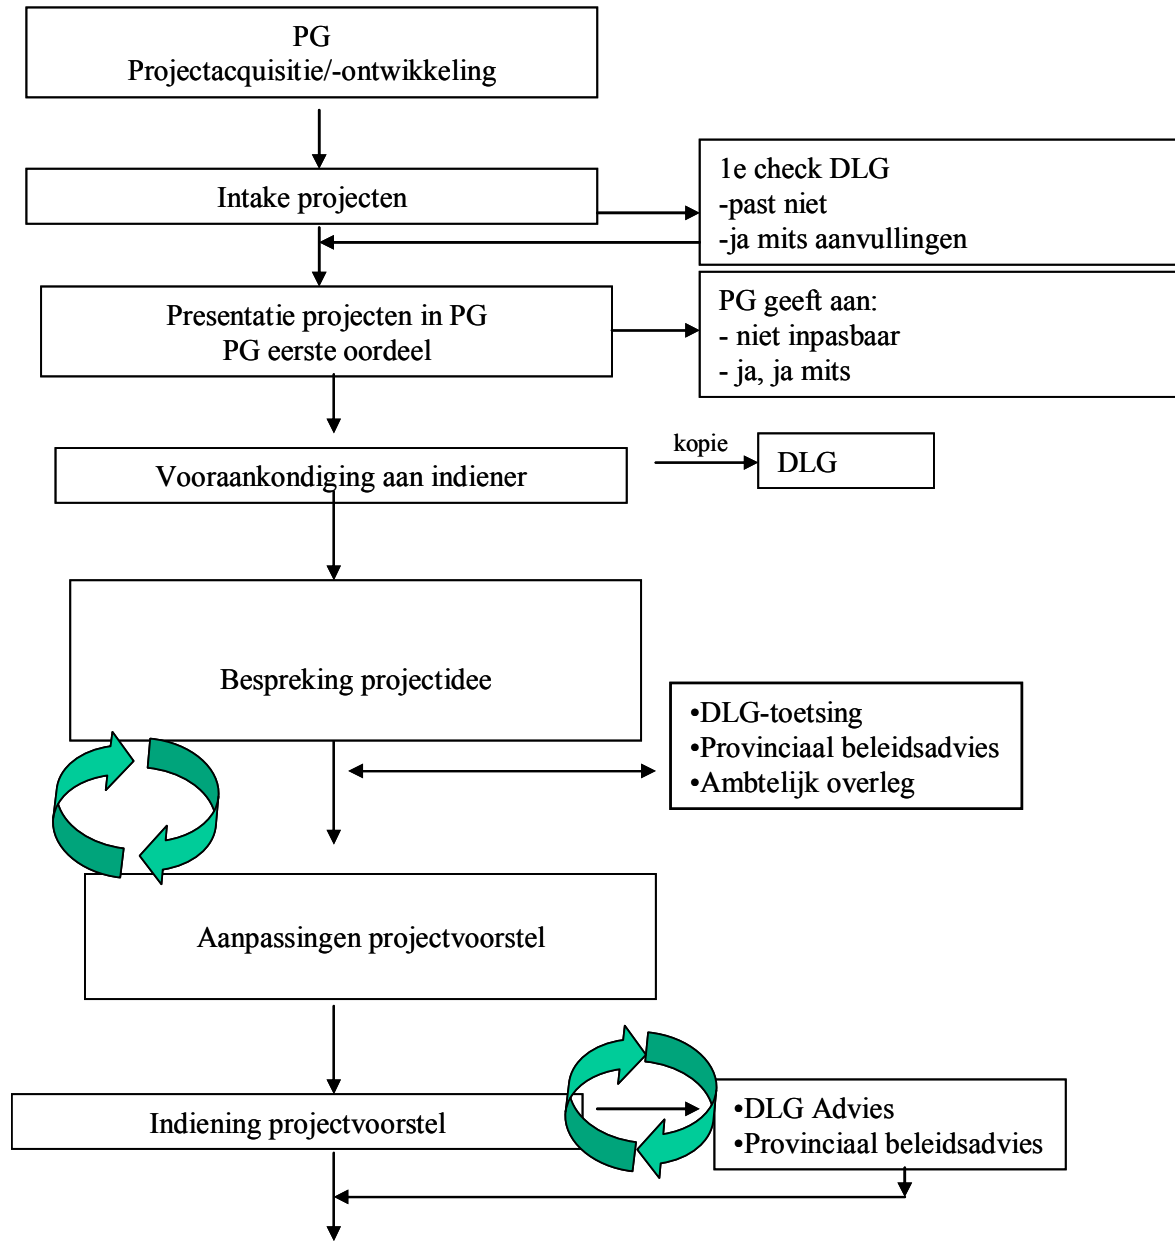 PG
Projectacquisitie/-ontwikkeling
Intake projecten
1e check DLG
-past niet
-ja mits aanvullingen
Presentatie projecten in PG
PG eerste oordeel
PG geeft aan:
- niet inpasbaar
- ja, ja mits
Vooraankondiging aan indiener
kopie
DLG
Bespreking projectidee
•DLG-toetsing
•Provinciaal beleidsadvies
•Ambtelijk overleg
Aanpassingen projectvoorstel
Indiening projectvoorstel
•DLG Advies
•Provinciaal beleidsadvies